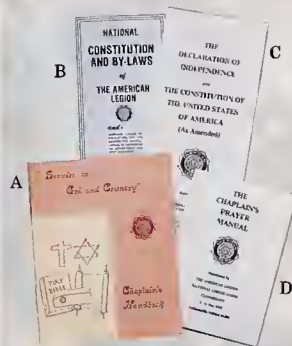 B
NATIONAL
CONSTITUTION
AND BY-LAWS
of
THE AMERICAN
LEGION
C
THE
DECLARATION OF
INDEPENDENCE
and
THE CONSTITUTION OF
THE UNITED STATES
OF AMERICA
(As Amended)
A
Service to
God and Country
HOLY
BIBLE
Chaplain's
Handbook
D
THE
CHAPLAIN'S
PRAYER
MANUAL
THE AMERICAN LEGION